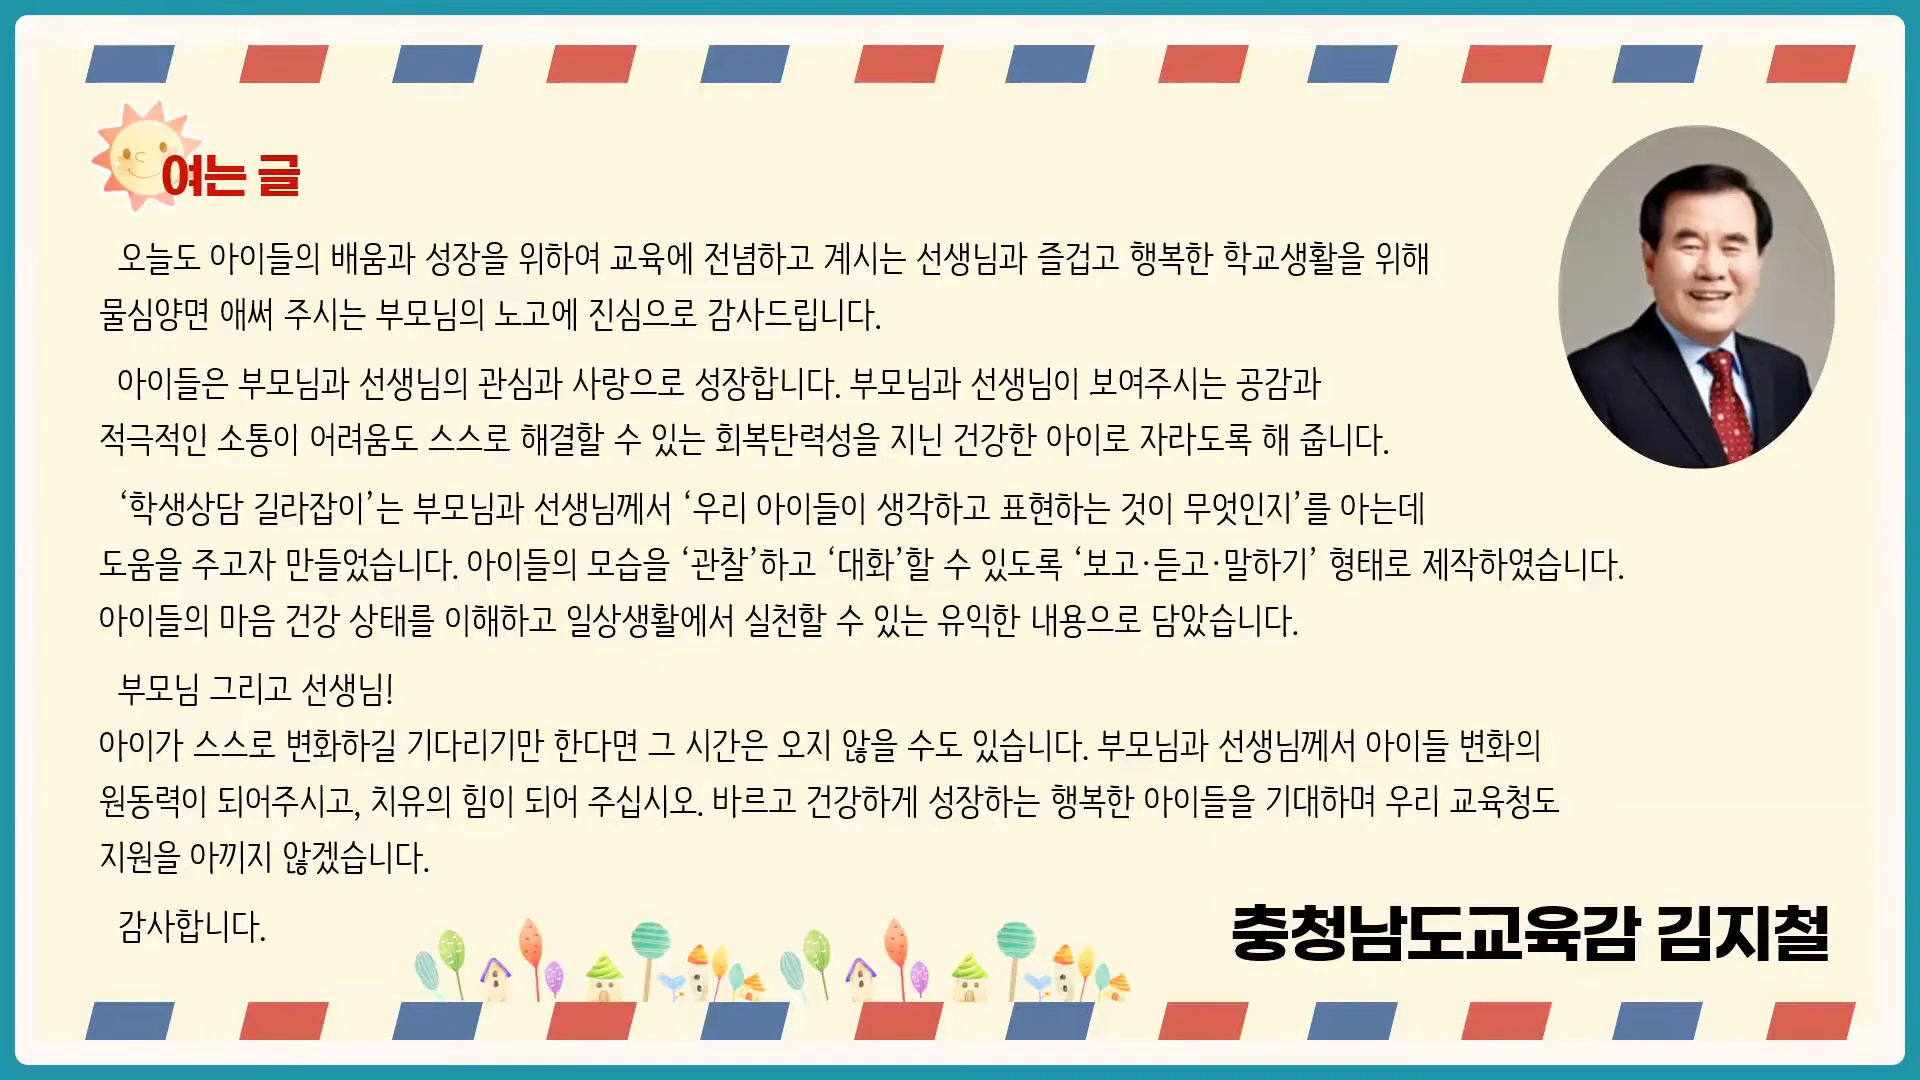 여는 글
오늘도 아이들의 배움과 성장을 위하여 교육에 전념하고 계시는 선생님과 즐겁고 행복한 학교생활을 위해
물심양면 애써 주시는 부모님의 노고에 진심으로 감사드립니다.
아이들은 부모님과 선생님의 관심과 사랑으로 성장합니다. 부모님과 선생님이 보여주시는 공감과
적극적인 소통이 어려움도 스스로 해결할 수 있는 회복탄력성을 지닌 건강한 아이로 자라도록 해 줍니다.
‘학생상담 길라잡이’는 부모님과 선생님께서 ‘우리 아이들이 생각하고 표현하는 것이 무엇인지’를 아는데
도움을 주고자 만들었습니다. 아이들의 모습을 ‘관찰’하고 ‘대화’할 수 있도록 ‘보고·듣고·말하기’ 형태로 제작하였습니다.
아이들의 마음 건강 상태를 이해하고 일상생활에서 실천할 수 있는 유익한 내용으로 담았습니다.
부모님 그리고 선생님!
아이가 스스로 변화하길 기다리기만 한다면 그 시간은 오지 않을 수도 있습니다. 부모님과 선생님께서 아이들 변화의
원동력이 되어주시고, 치유의 힘이 되어 주십시오. 바르고 건강하게 성장하는 행복한 아이들을 기대하며 우리 교육청도
지원을 아끼지 않겠습니다.
감사합니다.
충청남도교육감 김지철